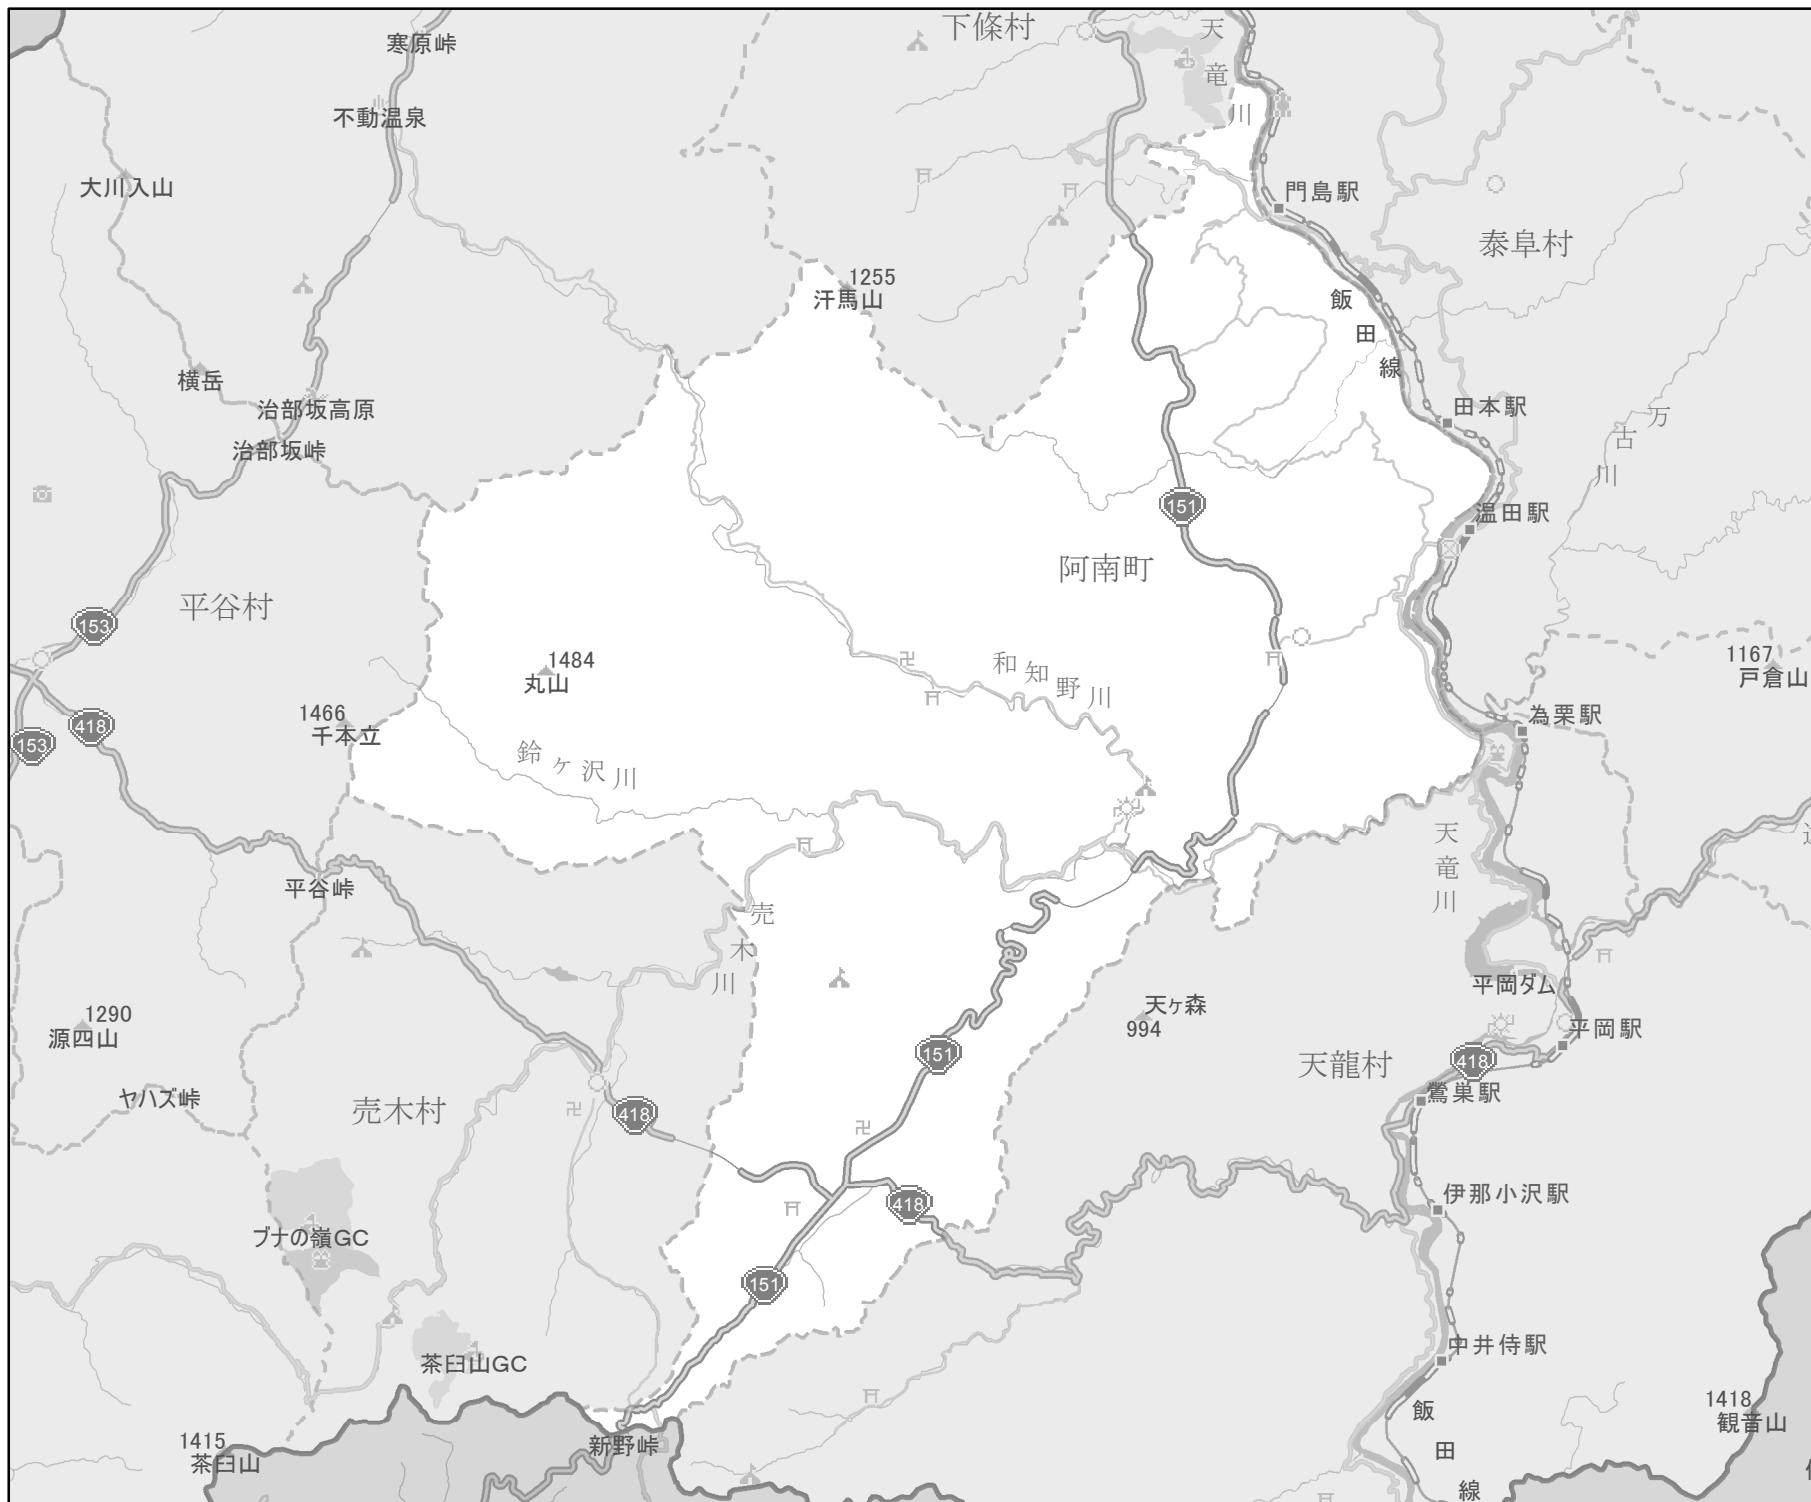 寒原峠
下條村
天竜川
不動温泉
大川入山
門島駅
泰阜村
1255
汗馬山
飯田線
横岳
治部坂高原
治部坂峠
田本駅
万古川
151
温田駅
阿南町
平谷村
153
1484
丸山
和知野川
1167
戸倉山
1466
千本立
418
153
鈴ヶ沢川
為栗駅
天竜川
平谷峠
売木川
平岡ダム
1290
源四山
天ヶ森
994
平岡駅
151
天龍村
418
ヤハズ峠
売木村
418
鶯巣駅
伊那小沢駅
418
ブナの嶺GC
151
中井侍駅
茶臼山GC
1418
観音山
1415
茶臼山
新野峠
飯田線